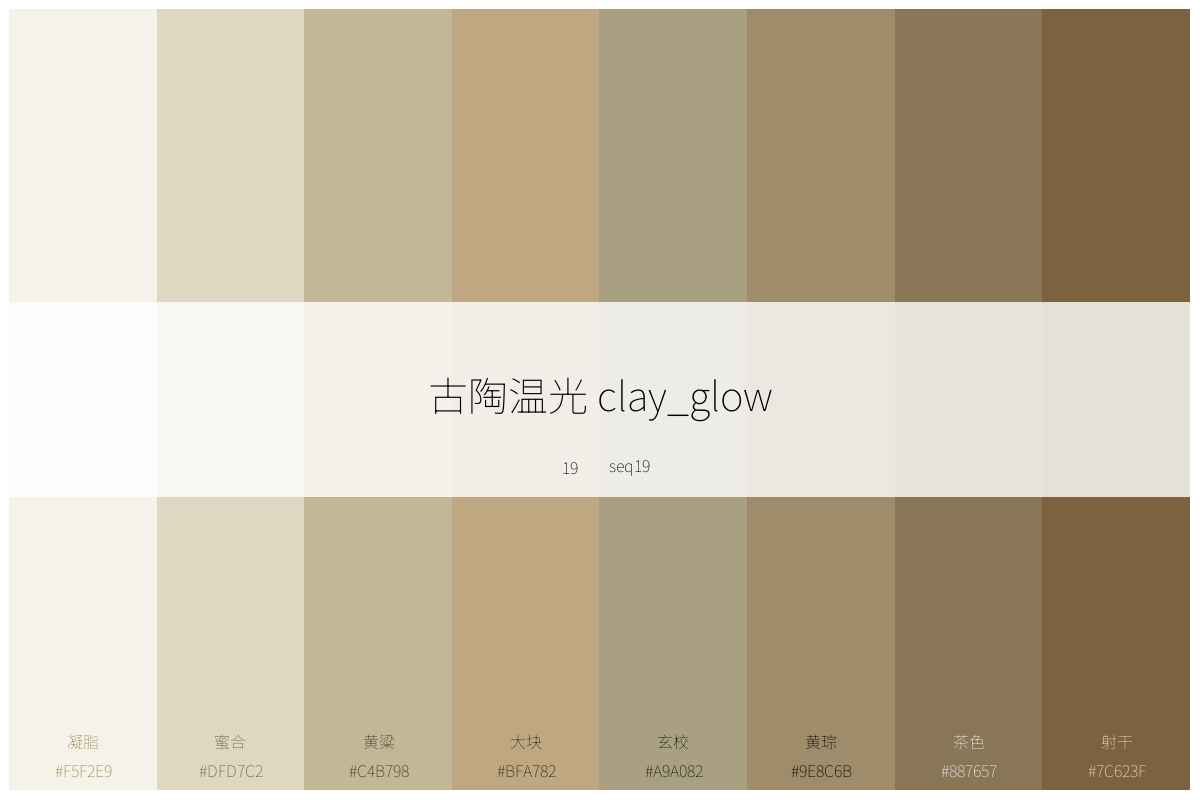 古陶温光 clay_glow
19 seq19
凝脂 蜜合 黄粱 大块 玄校 黄琮 茶色 射干
#F5F2E9 #DFD7C2 #C4B798 #BFA782 #A9A082 #9E8C6B #887657 #7C623F